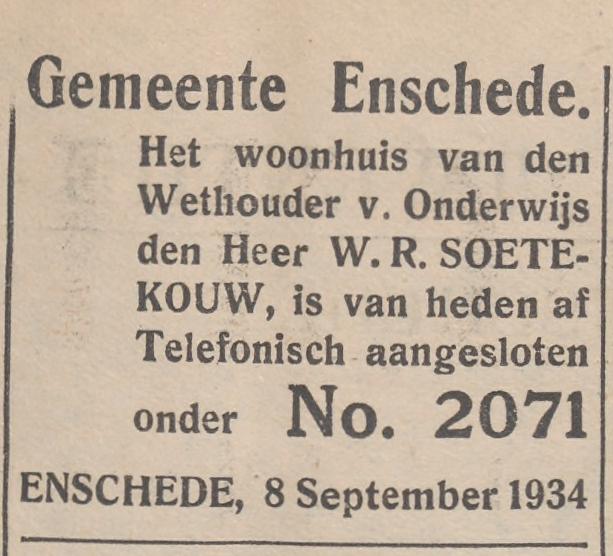 Gemeente Enschede.
Het woonhuis van den
Wethouder v. Onderwijs
den Heer W. R. SOETE-
KOUW, is van heden af
Telefonisch aangesloten
onder No. 2071
ENSCHEDE, 8 September 1934